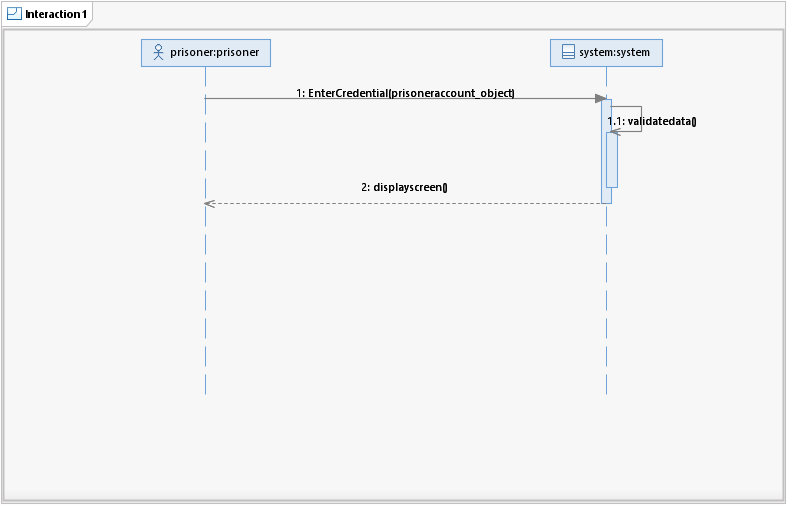 Interaction1
prisoner:prisoner
system:system
1: EnterCredential(prisoneraccount_object)
1.1: validatedata()
2: displayscreen()